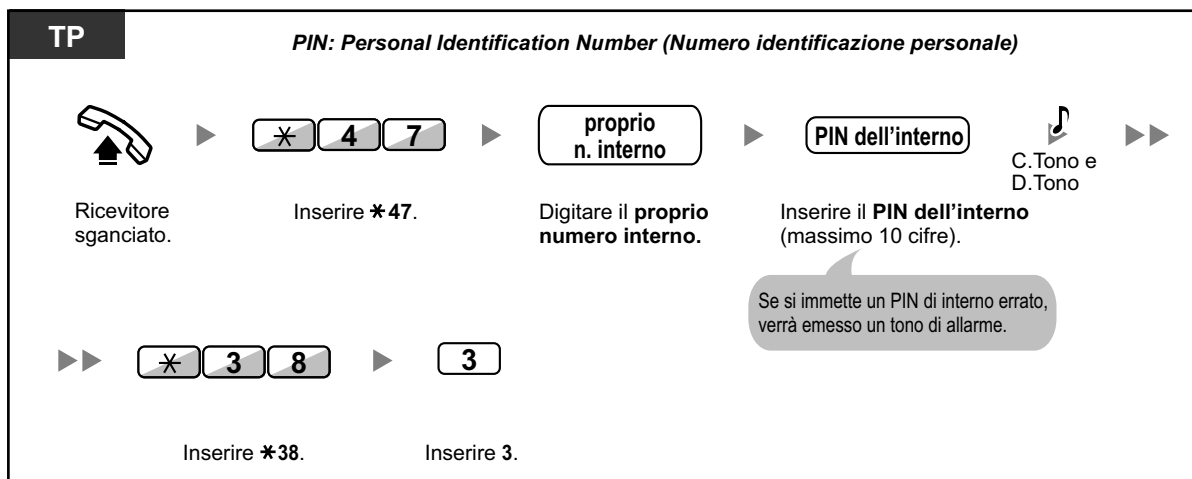 TP
PIN: Personal Identification Number (Numero identificazione personale)
✳ 4 7
proprio
n. interno
PIN dell'interno
C.Tono e
D.Tono
Ricevitore
sganciato.
Inserire ✳47.
Digitare il proprio
numero interno.
Inserire il PIN dell'interno
(massimo 10 cifre).
Se si immette un PIN di interno errato,
verrà emesso un tono di allarme.
✳ 3 8
3
Inserire ✳38.
Inserire 3.